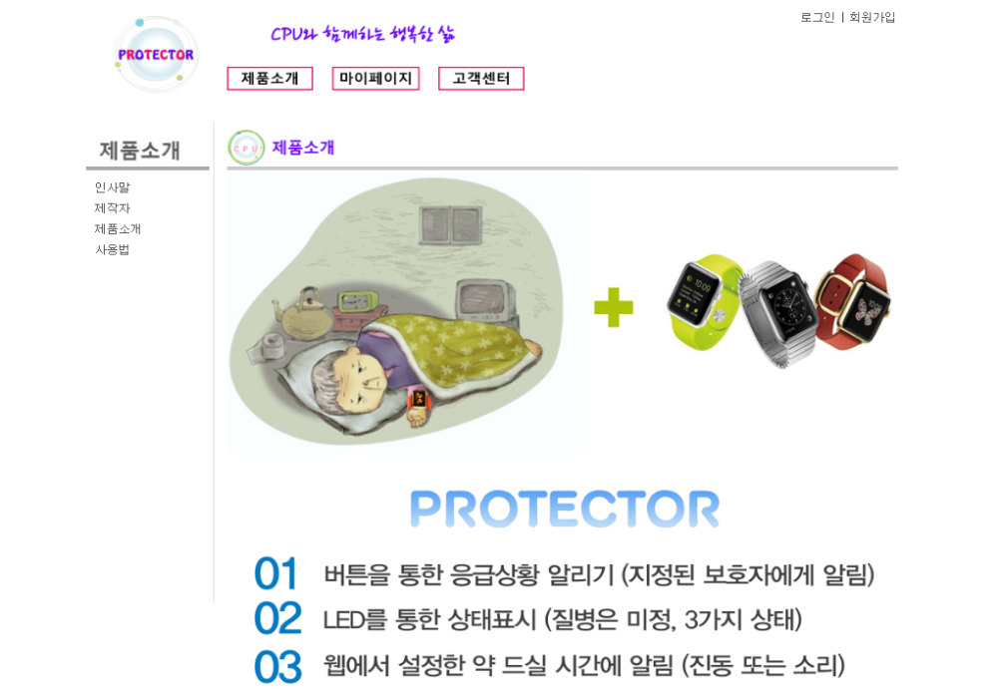 로그인 | 회원가입
PROTECTOR
CPU와 함께하는 행복한 삶
제품소개 마이페이지 고객센터
제품소개
인사말
제작자
제품소개
사용법
CPU 제품소개
10:09
PROTECTOR
01 버튼을 통한 응급상황 알리기 (지정된 보호자에게 알림)
02 LED를 통한 상태표시 (질병은 미정, 3가지 상태)
03 웹에서 설정한 약 드실 시간에 알림 (진동 또는 소리)